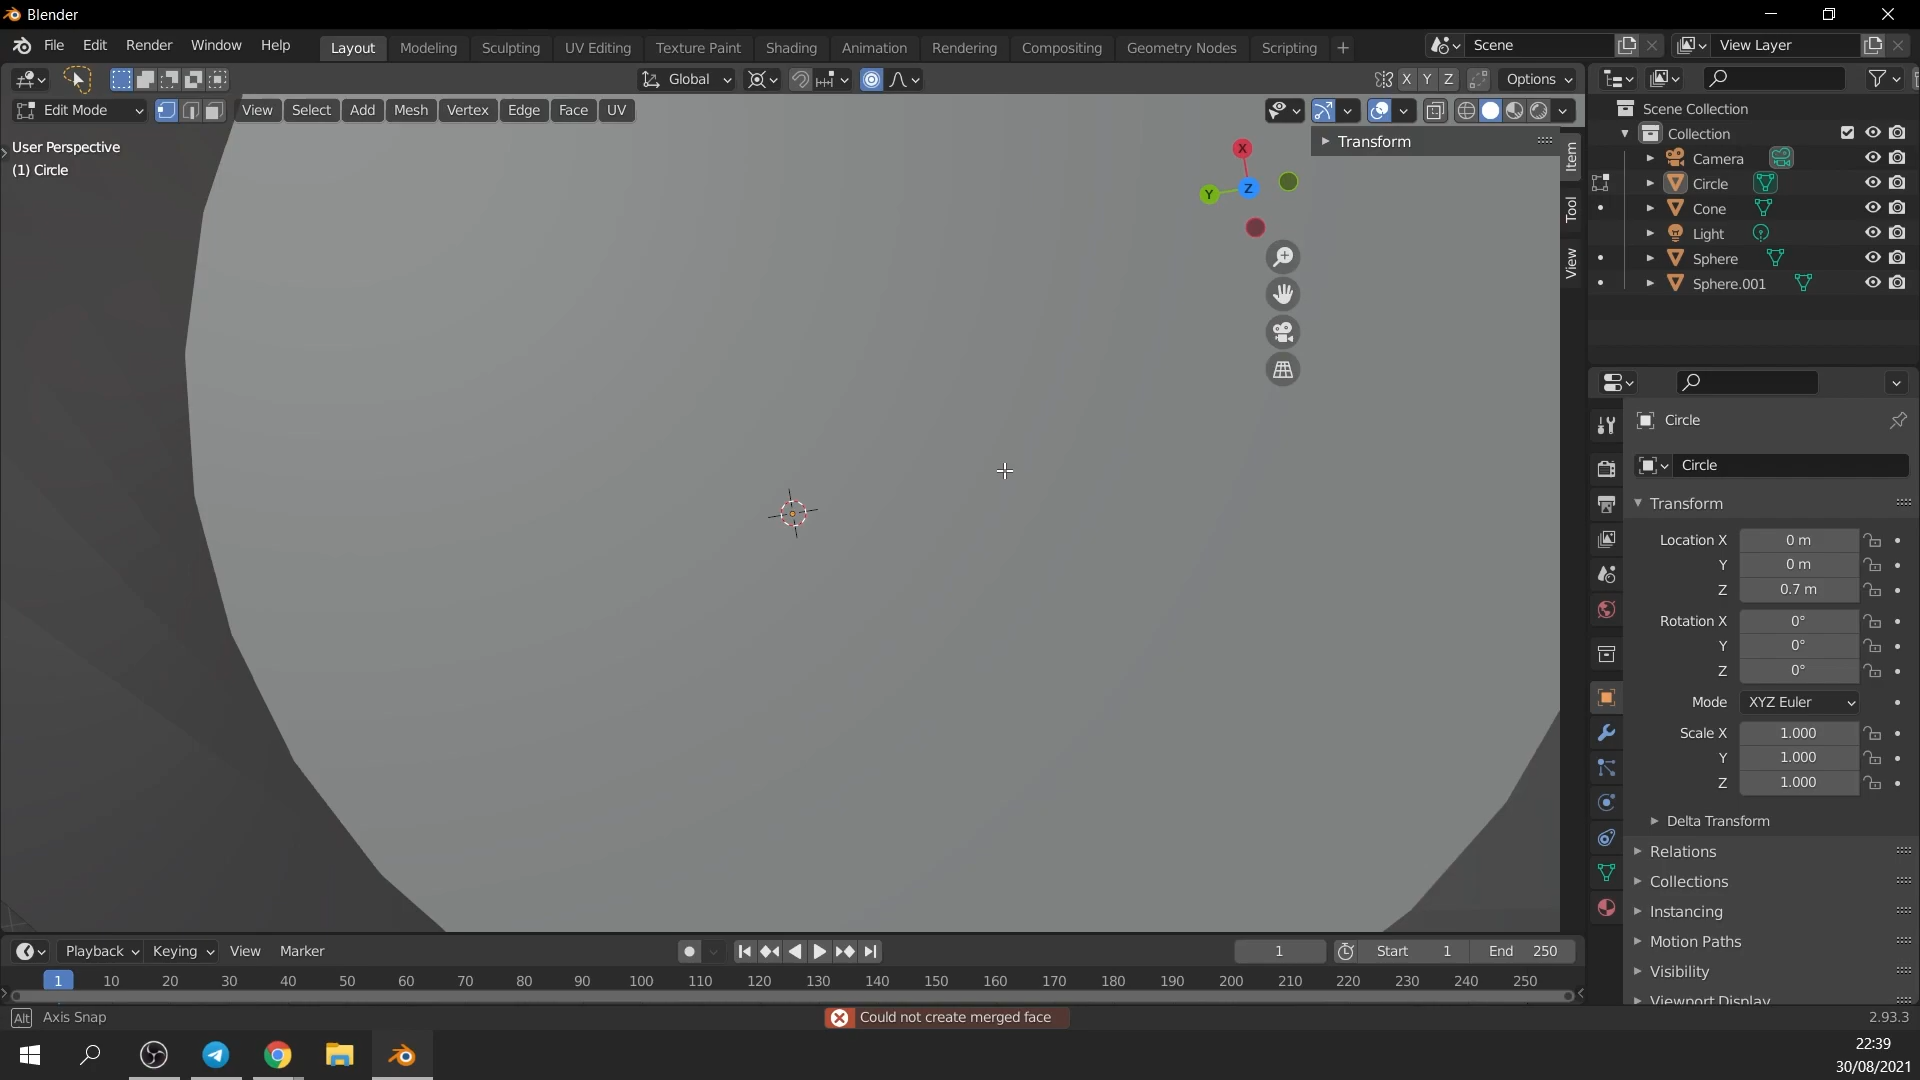 Blender
File Edit Render Window Help Layout Modeling Sculpting UV Editing Texture Paint Shading Animation Rendering Compositing Geometry Nodes Scripting + Scene View Layer
Global X Y Z Options
Edit Mode View Select Add Mesh Vertex Edge Face UV
User Perspective
(1) Circle
X
Y
Z
Transform
Item
Tool
View
Scene Collection
Collection
Camera
Circle
Cone
Light
Sphere
Sphere.001
Circle
Circle
Transform
Location X 0 m
Y 0 m
Z 0.7 m
Rotation X 0°
Y 0°
Z 0°
Mode XYZ Euler
Scale X 1.000
Y 1.000
Z 1.000
Delta Transform
Relations
Collections
Instancing
Motion Paths
Visibility
Viewport Display
Playback Keying View Marker 1 Start 1 End 250
1 10 20 30 40 50 60 70 80 90 100 110 120 130 140 150 160 170 180 190 200 210 220 230 240 250
Alt Axis Snap Could not create merged face 2.93.3
22:39
30/08/2021